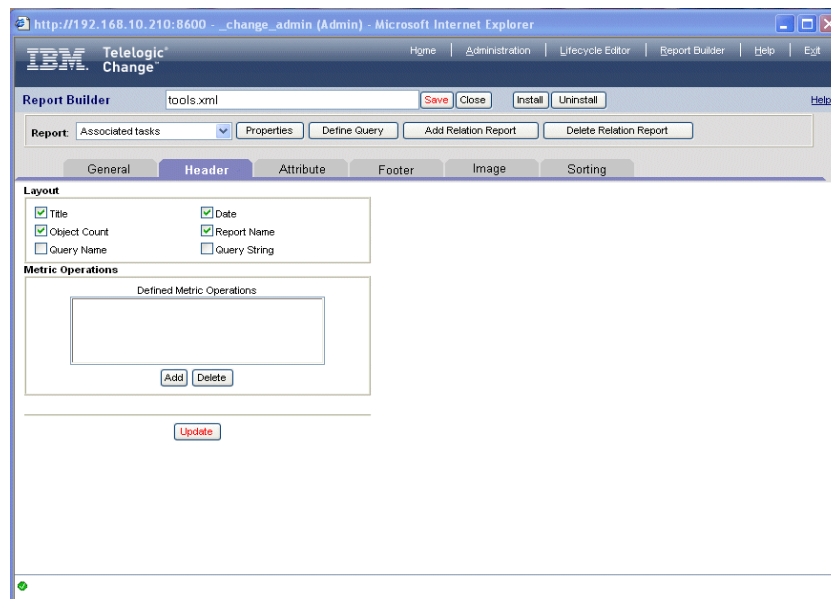 http://192.168.10.210:8600 - _change_admin (Admin) - Microsoft Internet Explorer
IBM. Telelogic® Change™ Home Administration Lifecycle Editor Report Builder Help Exit
Report Builder tools.xml Save Close Install Uninstall Help
Report: Associated tasks Properties Define Query Add Relation Report Delete Relation Report
General Header Attribute Footer Image Sorting
Layout
Title Date
Object Count Report Name
Query Name Query String
Metric Operations
Defined Metric Operations
Add Delete
Update